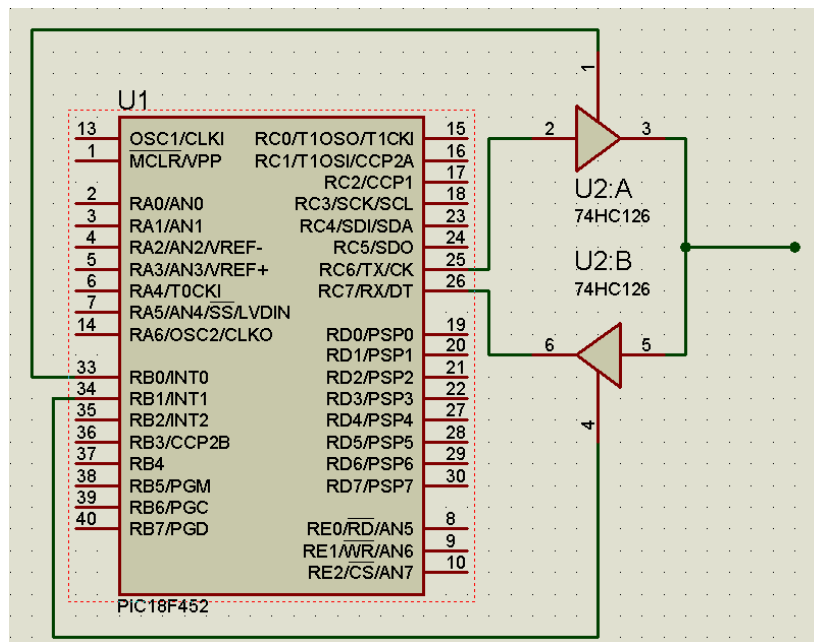 U1
13 OSC1/CLKI RC0/T1OSO/T1CKI 15
1 MCLR/VPP RC1/T1OSI/CCP2A 16
RC2/CCP1 17
2 RA0/AN0 RC3/SCK/SCL 18
3 RA1/AN1 RC4/SDI/SDA 23
4 RA2/AN2/VREF- RC5/SDO 24
5 RA3/AN3/VREF+ RC6/TX/CK 25
6 RA4/T0CKI RC7/RX/DT 26
7 RA5/AN4/SS/LVDIN
14 RA6/OSC2/CLKO RD0/PSP0 19
RD1/PSP1 20
33 RB0/INT0 RD2/PSP2 21
34 RB1/INT1 RD3/PSP3 22
35 RB2/INT2 RD4/PSP4 27
36 RB3/CCP2B RD5/PSP5 28
37 RB4 RD6/PSP6 29
38 RB5/PGM RD7/PSP7 30
39 RB6/PGC
40 RB7/PGD RE0/RD/AN5 8
RE1/WR/AN6 9
RE2/CS/AN7 10
PIC18F452
1
2 3
U2:A
74HC126
U2:B
74HC126
6 5
4